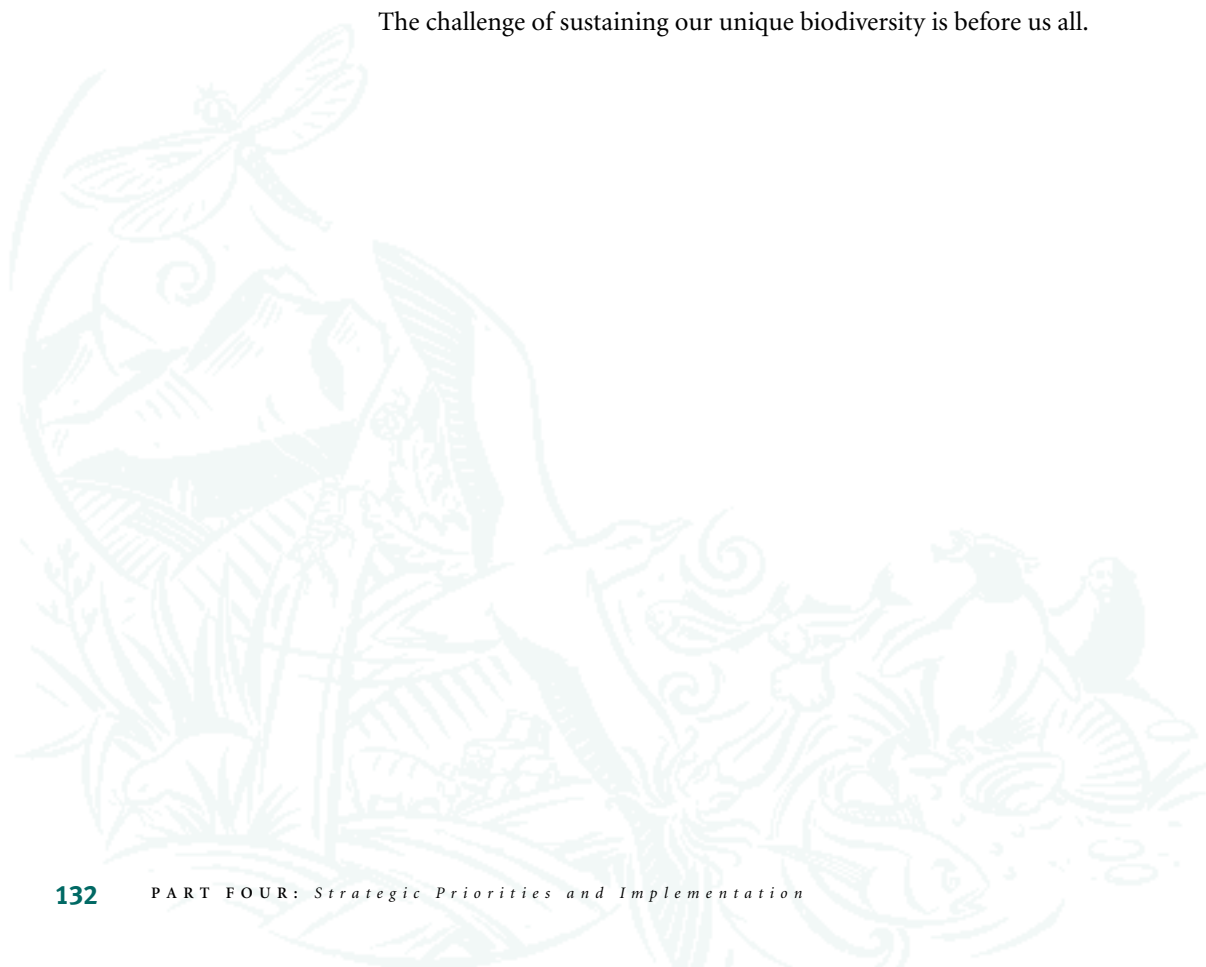 The challenge of sustaining our unique biodiversity is before us all.
132 PART FOUR: Strategic Priorities and Implementation